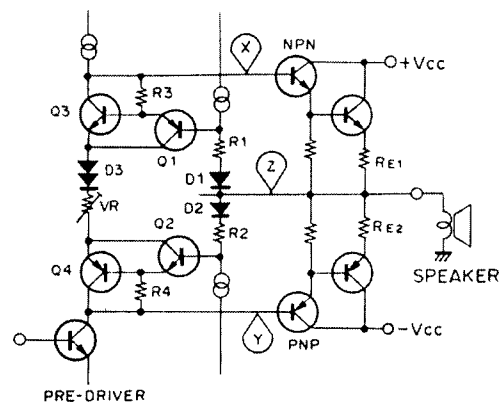 X
NPN
+Vcc
Q3
R3
Q1
R1
D3
D1
Z
RE1
VR
D2
Q2
R2
RE2
Q4
R4
SPEAKER
Y
PNP
-Vcc
PRE-DRIVER